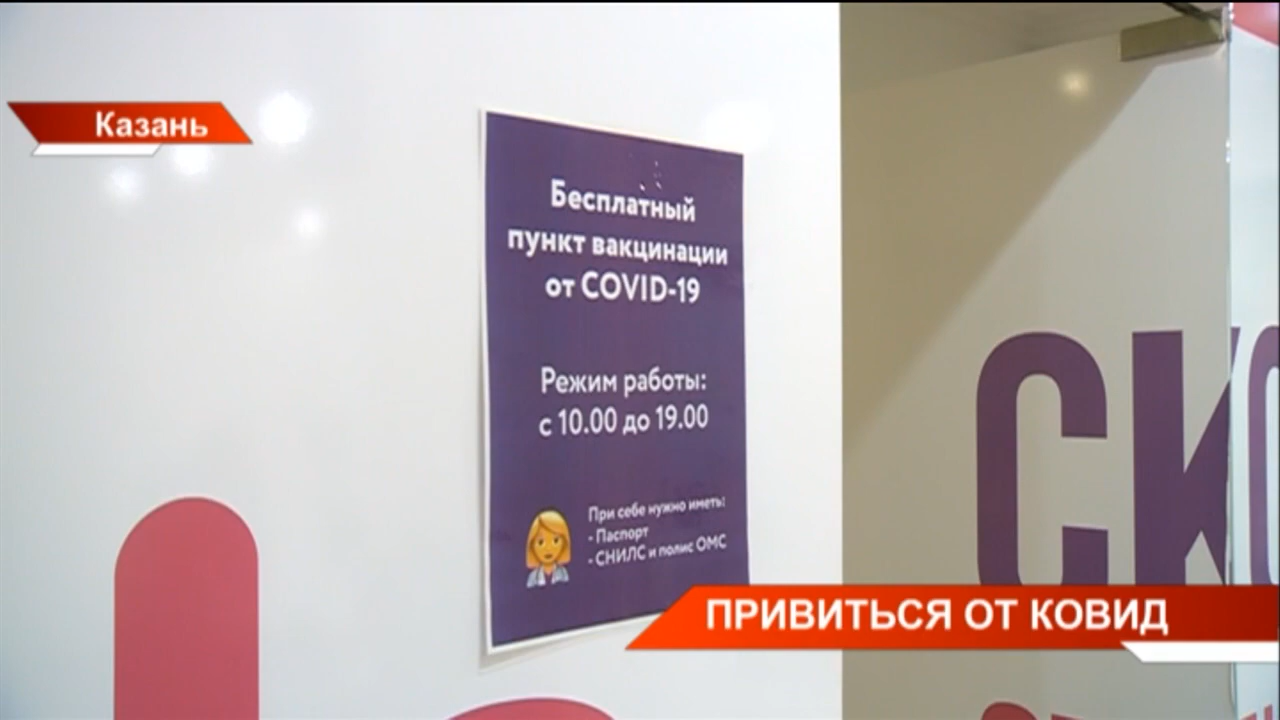 Казань
Бесплатный
пункт вакцинации
от COVID-19
Режим работы:
с 10.00 до 19.00
При себе нужно иметь:
- Паспорт
- СНИЛС и полис ОМС
СК
ПРИВИТЬСЯ ОТ КОВИД